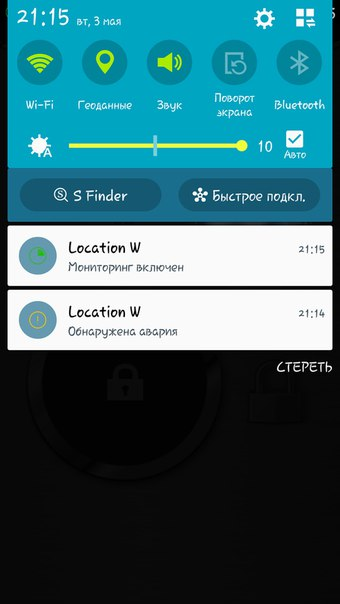 21:15 вт, 3 мая
Wi-Fi
Геоданные
Звук
Поворот
экрана
Bluetooth
A
10
Авто
S Finder
Быстрое подкл.
Location W 21:15
Мониторинг включен
Location W 21:14
Обнаружена авария
СТЕРЕТЬ